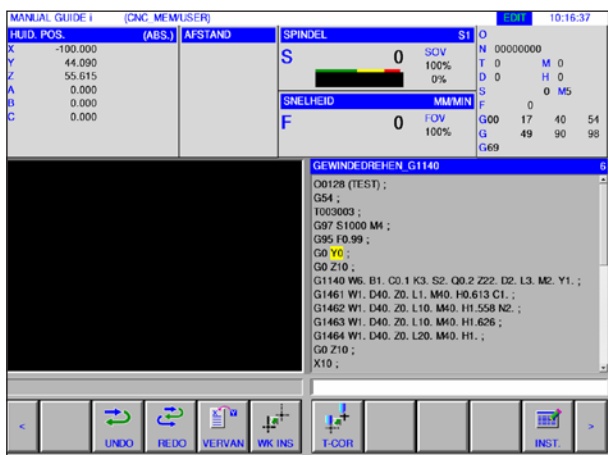 MANUAL GUIDE i (CNC_MEM/USER) EDIT 10:16:37
HUID. POS. (ABS.) AFSTAND SPINDEL S1
X -100.000
Y 44.090
Z 55.615
A 0.000
B 0.000
C 0.000
S 0 SOV
100%
0%
SNELHEID MM/MIN
F 0 FOV
100%
O
N 00000000
T 0 M 0
D 0 H 0
S 0 M5
F 0
G00 17 40 54
G 49 90 98
G69
GEWINDEDREHEN_G1140 6
O0128 (TEST) ;
G54 ;
T003003 ;
G97 S1000 M4 ;
G95 F0.99 ;
G0 Y0 ;
G0 Z10 ;
G1140 W6. B1. C0.1 K3. S2. Q0.2 Z22. D2. L3. M2. Y1. ;
G1461 W1. D40. Z0. L1. M40. H0.613 C1. ;
G1462 W1. D40. Z0. L10. M40. H1.558 N2. ;
G1463 W1. D40. Z0. L10. M40. H1.626 ;
G1464 W1. D40. Z0. L20. M40. H1. ;
G0 Z10 ;
X10 ;
< UNDO REDO VERVAN WK INS T-COR INST. >